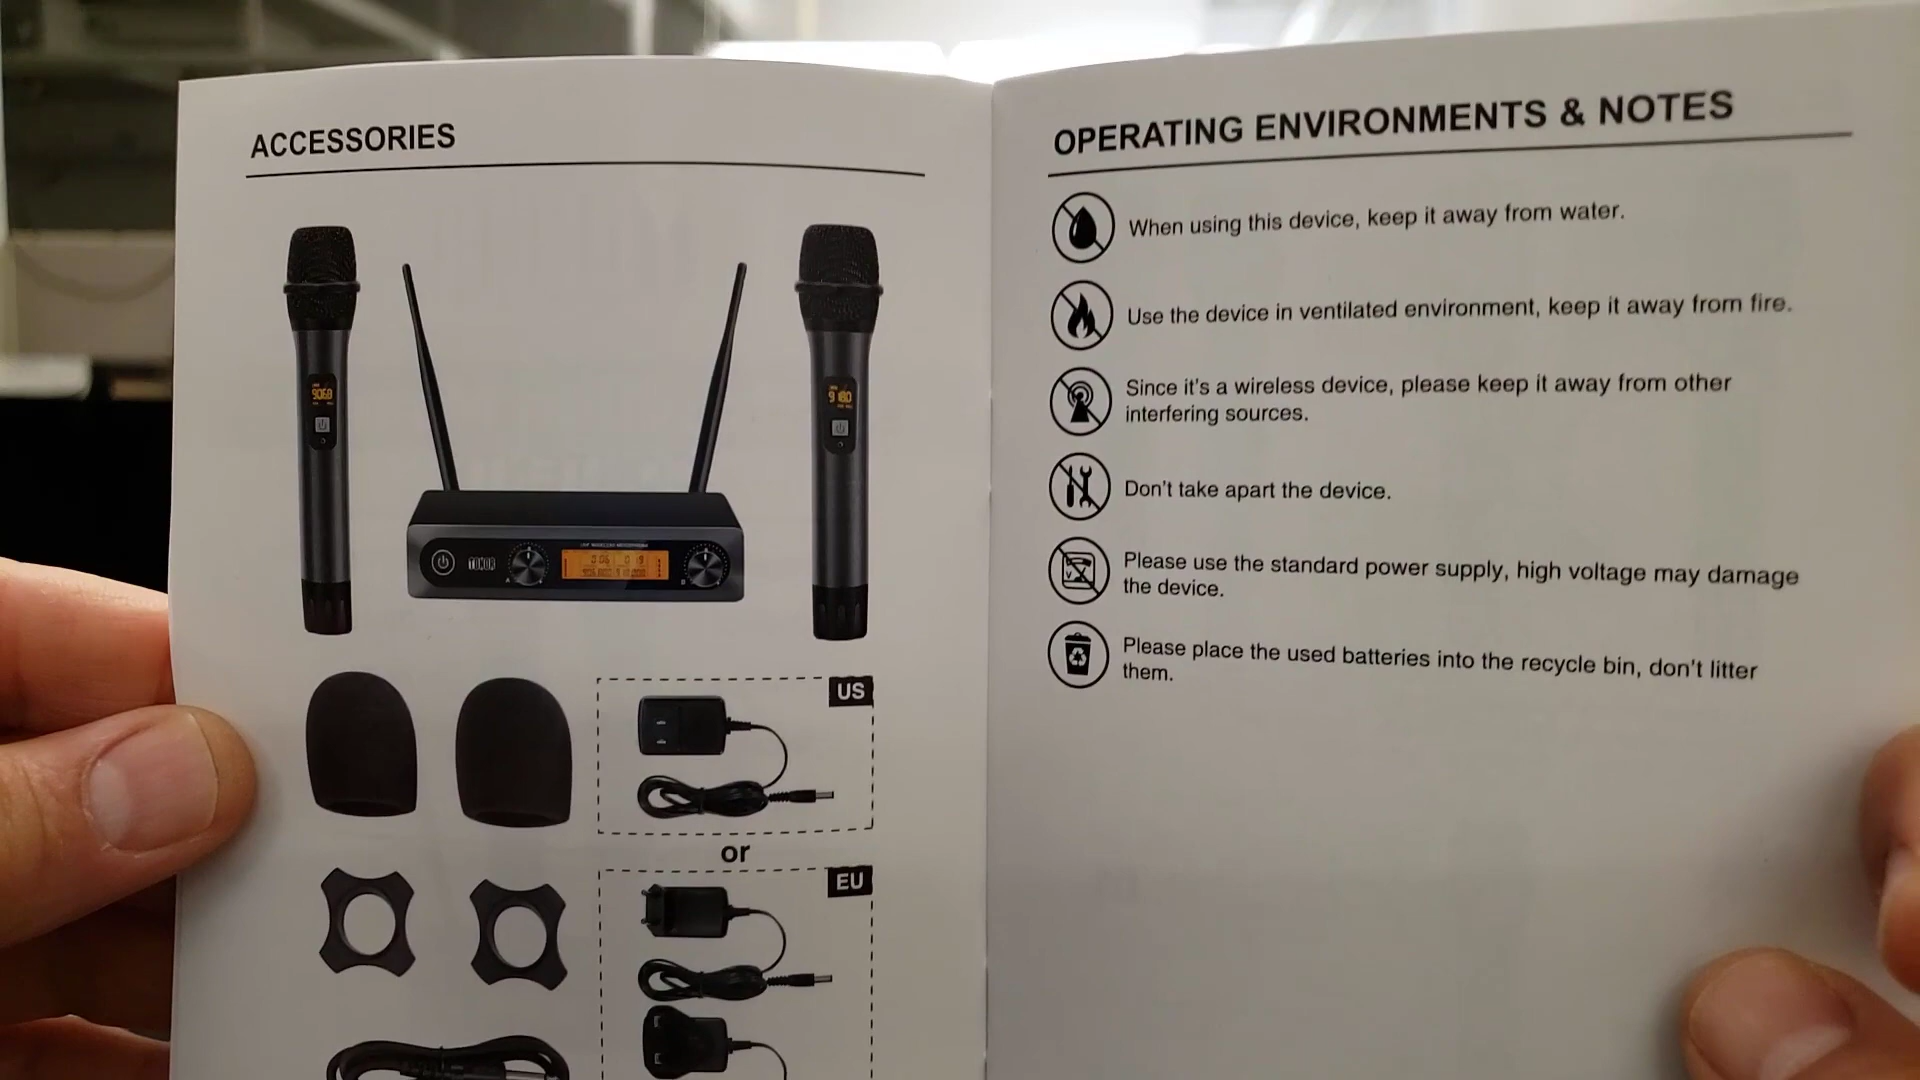 ACCESSORIES
9068
TONOR
A
B
US
or
EU
OPERATING ENVIRONMENTS & NOTES
When using this device, keep it away from water.
Use the device in ventilated environment, keep it away from fire.
Since it's a wireless device, please keep it away from other
interfering sources.
Don't take apart the device.
V
Please use the standard power supply, high voltage may damage
the device.
Please place the used batteries into the recycle bin, don't litter
them.